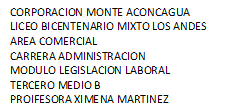 CORPORACION MONTE ACONCAGUA
LICEO BICENTENARIO MIXTO LOS ANDES
AREA COMERCIAL
CARRERA ADMINISTRACION
MODULO LEGISLACION LABORAL
TERCERO MEDIO B
PROIFESORA XIMENA MARTINEZ